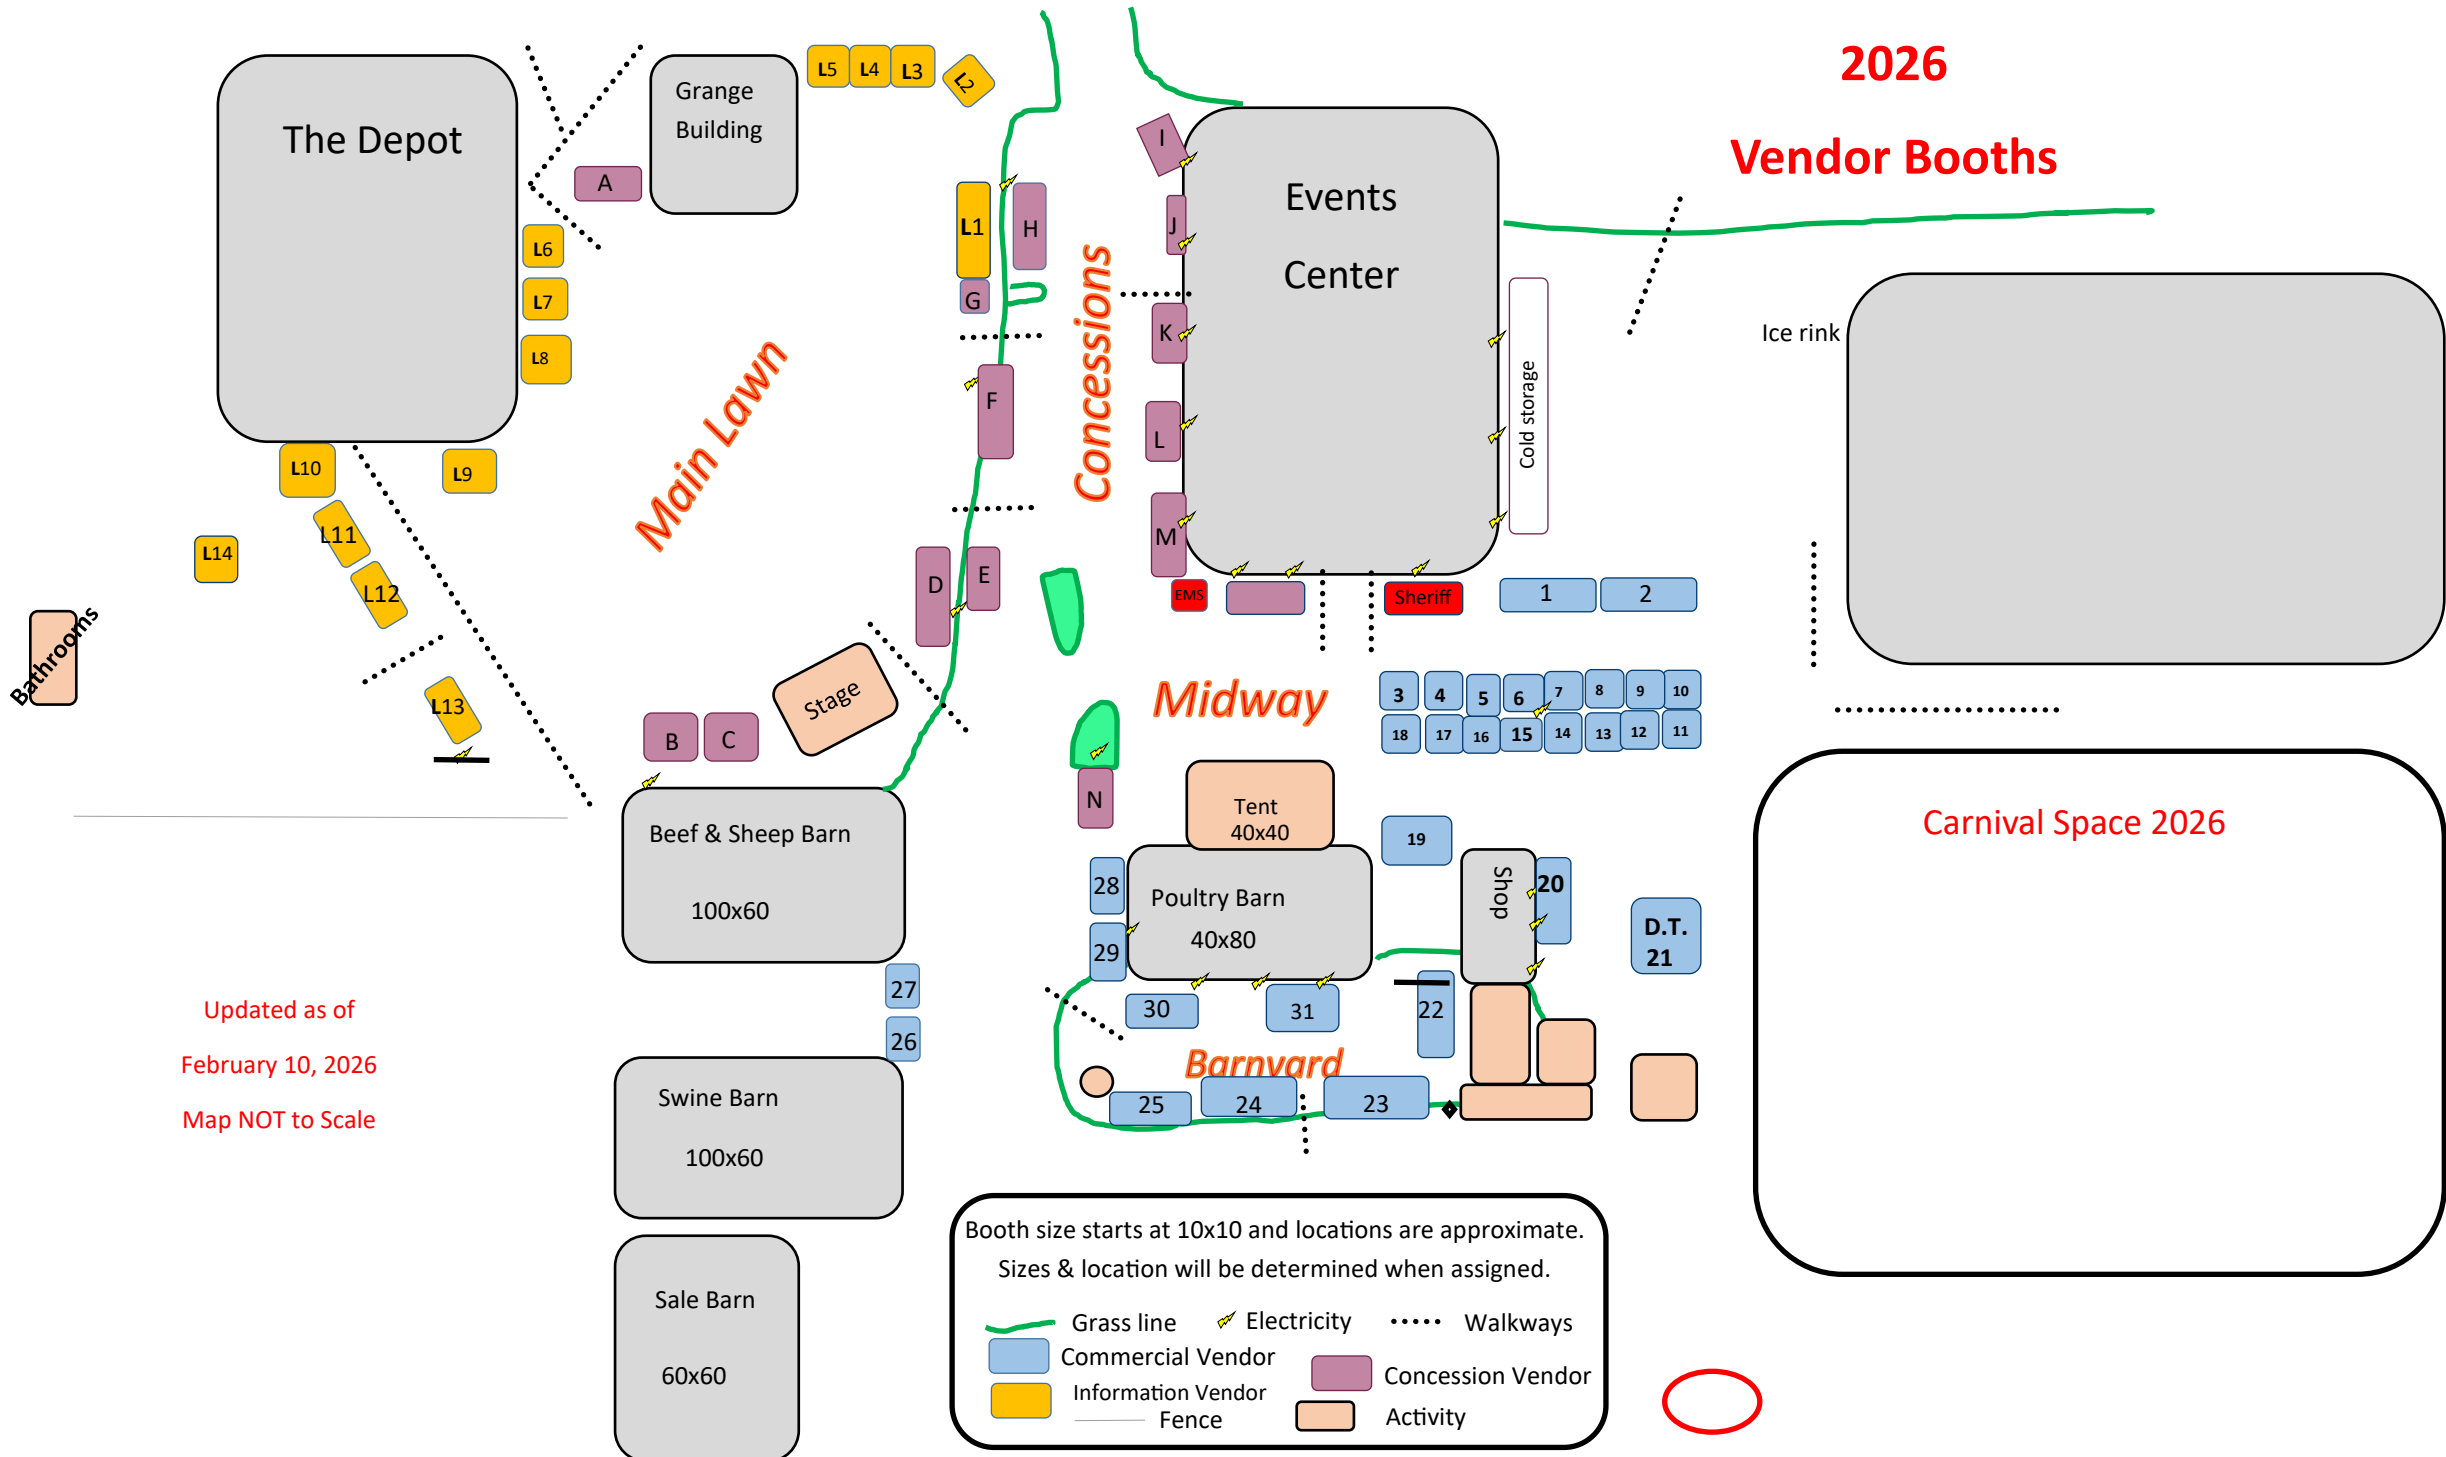 2026
Vendor Booths
The Depot
Grange
Building
L5
L4
L3
L2
A
L6
L7
L8
L1
H
G
I
J
K
L
M
Events
Center
Concessions
Main Lawn
Cold storage
Ice rink
F
L10
L9
L11
L12
L14
L13
Bathrooms
D
E
EMS
Sheriff
1
2
Stage
B
C
Midway
3
4
5
6
7
8
9
10
18
17
16
15
14
13
12
11
N
Tent
40x40
19
Carnival Space 2026
Beef & Sheep Barn
100x60
28
29
Poultry Barn
40x80
Shop
20
D.T.
21
27
26
30
31
22
Barnyard
25
24
23
Updated as of
February 10, 2026
Map NOT to Scale
Swine Barn
100x60
Sale Barn
60x60
Booth size starts at 10x10 and locations are approximate.
Sizes & location will be determined when assigned.
Grass line
Electricity
Walkways
Commercial Vendor
Concession Vendor
Information Vendor
Fence
Activity